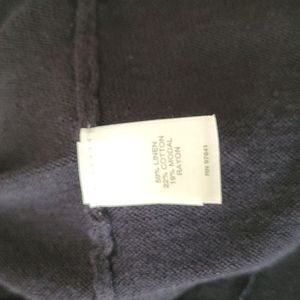 59% LINEN
22% COTTON
19% MODAL
RAYON
RN 97841